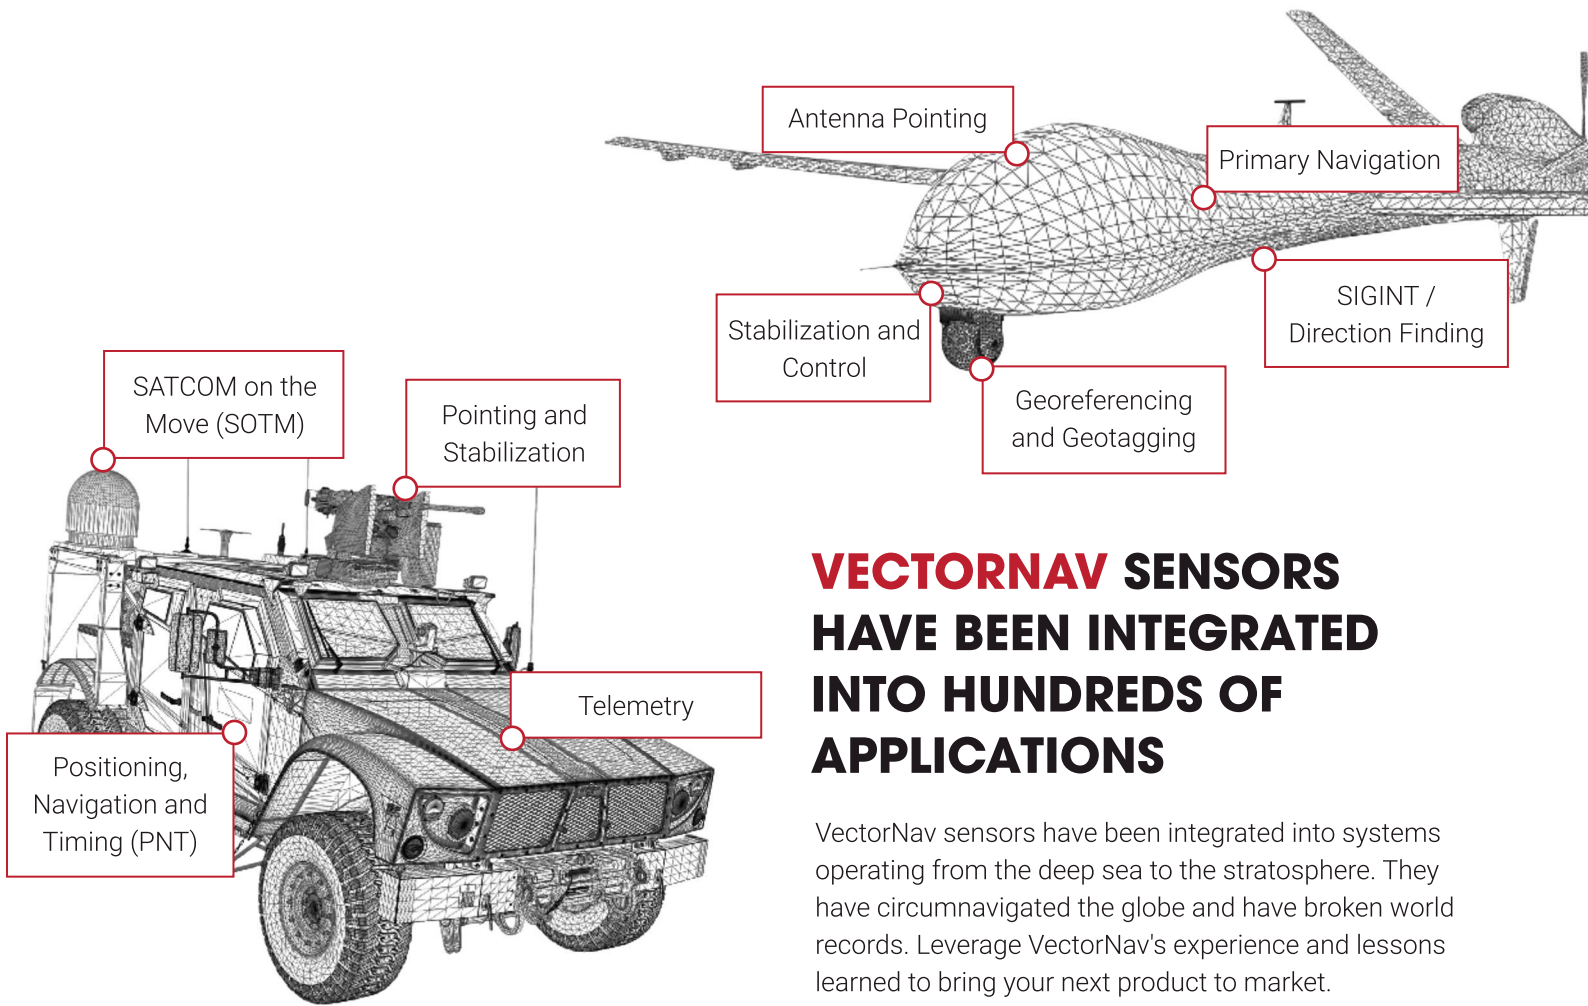 Antenna Pointing
Primary Navigation
SIGINT /
Direction Finding
Stabilization and
Control
Georeferencing
and Geotagging
SATCOM on the
Move (SOTM)
Pointing and
Stabilization
Telemetry
Positioning,
Navigation and
Timing (PNT)
VECTORNAV SENSORS
HAVE BEEN INTEGRATED
INTO HUNDREDS OF
APPLICATIONS
VectorNav sensors have been integrated into systems
operating from the deep sea to the stratosphere. They
have circumnavigated the globe and have broken world
records. Leverage VectorNav's experience and lessons
learned to bring your next product to market.